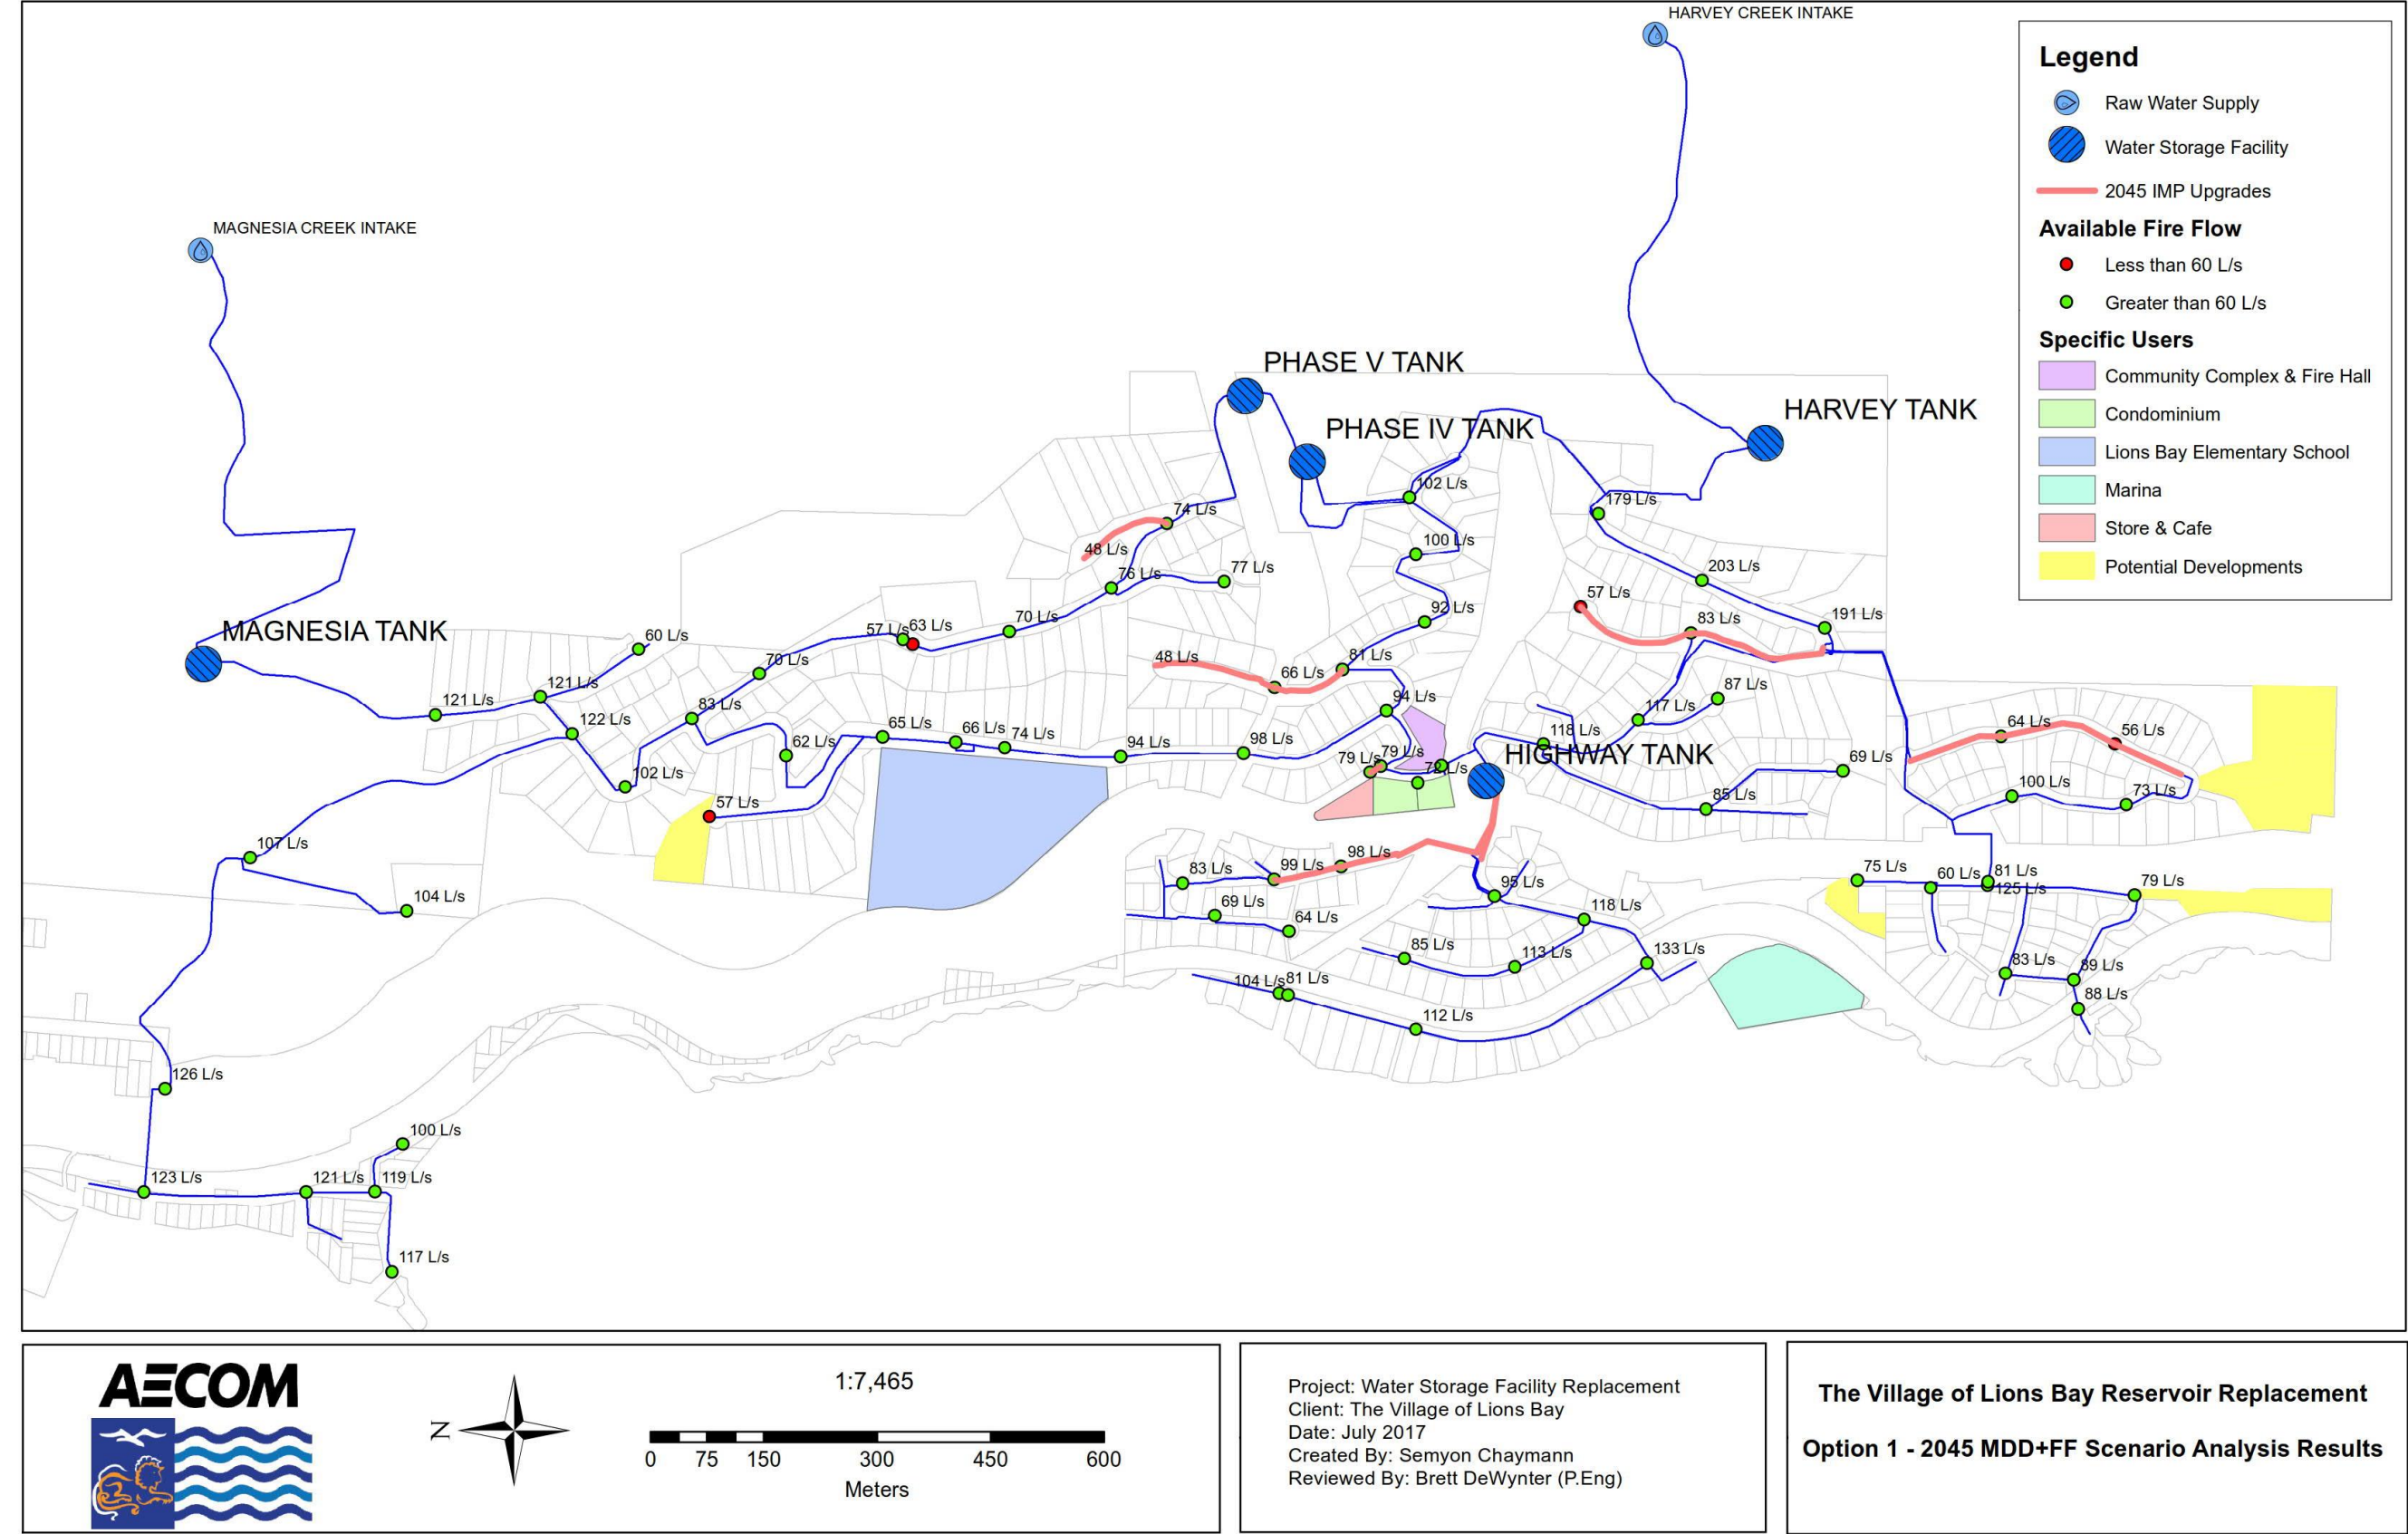 HARVEY CREEK INTAKE
Legend
Raw Water Supply
Water Storage Facility
2045 IMP Upgrades
Available Fire Flow
Less than 60 L/s
Greater than 60 L/s
Specific Users
Community Complex & Fire Hall
Condominium
Lions Bay Elementary School
Marina
Store & Cafe
Potential Developments
MAGNESIA CREEK INTAKE
PHASE V TANK
HARVEY TANK
PHASE IV TANK
102 L/s
179 L/s
74 L/s
100 L/s
48 L/s
203 L/s
77 L/s
76 L/s
57 L/s
92 L/s
191 L/s
70 L/s
83 L/s
57 L/s
63 L/s
MAGNESIA TANK
60 L/s
48 L/s
81 L/s
70 L/s
66 L/s
121 L/s
87 L/s
121 L/s
94 L/s
83 L/s
117 L/s
122 L/s
65 L/s
66 L/s
74 L/s
118 L/s
64 L/s
56 L/s
62 L/s
94 L/s
98 L/s
79 L/s
79 L/s
HIGHWAY TANK
69 L/s
102 L/s
72 L/s
100 L/s
73 L/s
57 L/s
85 L/s
107 L/s
98 L/s
99 L/s
83 L/s
75 L/s
60 L/s
81 L/s
125 L/s
79 L/s
95 L/s
104 L/s
69 L/s
64 L/s
118 L/s
85 L/s
113 L/s
133 L/s
83 L/s
89 L/s
104 L/s
81 L/s
88 L/s
112 L/s
126 L/s
100 L/s
123 L/s
121 L/s
119 L/s
117 L/s
AECOM
N
1:7,465
0 75 150 300 450 600
Meters
Project: Water Storage Facility Replacement
Client: The Village of Lions Bay
Date: July 2017
Created By: Semyon Chaymann
Reviewed By: Brett DeWynter (P.Eng)
The Village of Lions Bay Reservoir Replacement
Option 1 - 2045 MDD+FF Scenario Analysis Results